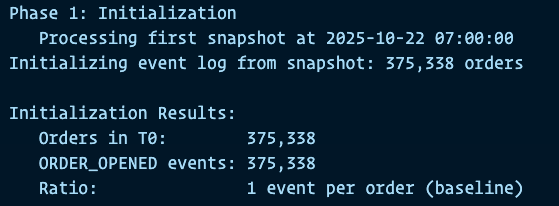 Phase 1: Initialization
Processing first snapshot at 2025-10-22 07:00:00
Initializing event log from snapshot: 375,338 orders
Initialization Results:
Orders in T0: 375,338
ORDER_OPENED events: 375,338
Ratio: 1 event per order (baseline)